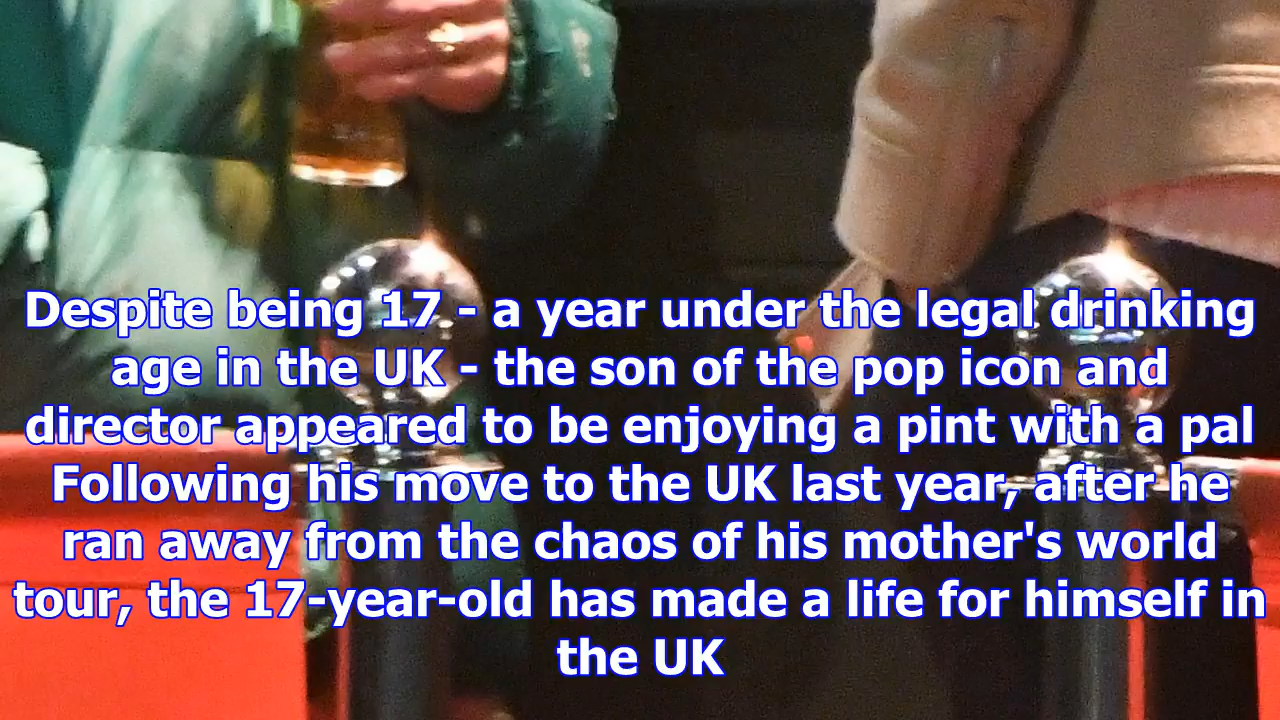 Despite being 17 - a year under the legal drinking
age in the UK - the son of the pop icon and
director appeared to be enjoying a pint with a pal
Following his move to the UK last year, after he
ran away from the chaos of his mother's world
tour, the 17-year-old has made a life for himself in
the UK